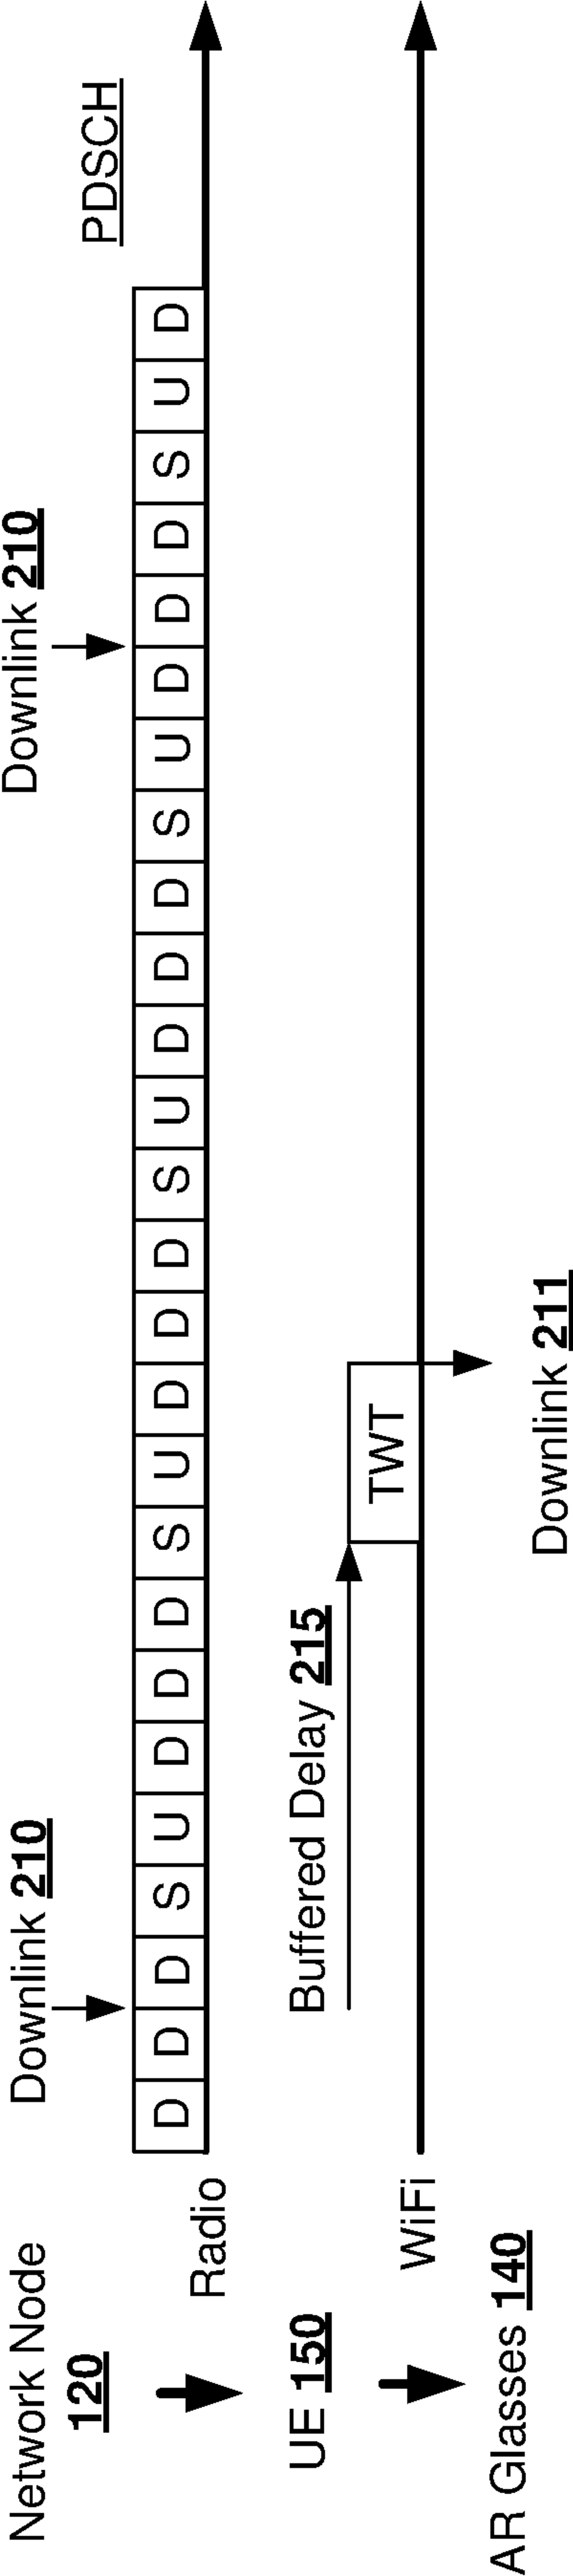 Network Node
120
Downlink 210
Downlink 210
PDSCH
D D D S U D D D S U D D D S U D D D S U D D D S U D
Radio
UE 150
Buffered Delay 215
TWT
WiFi
AR Glasses 140
Downlink 211